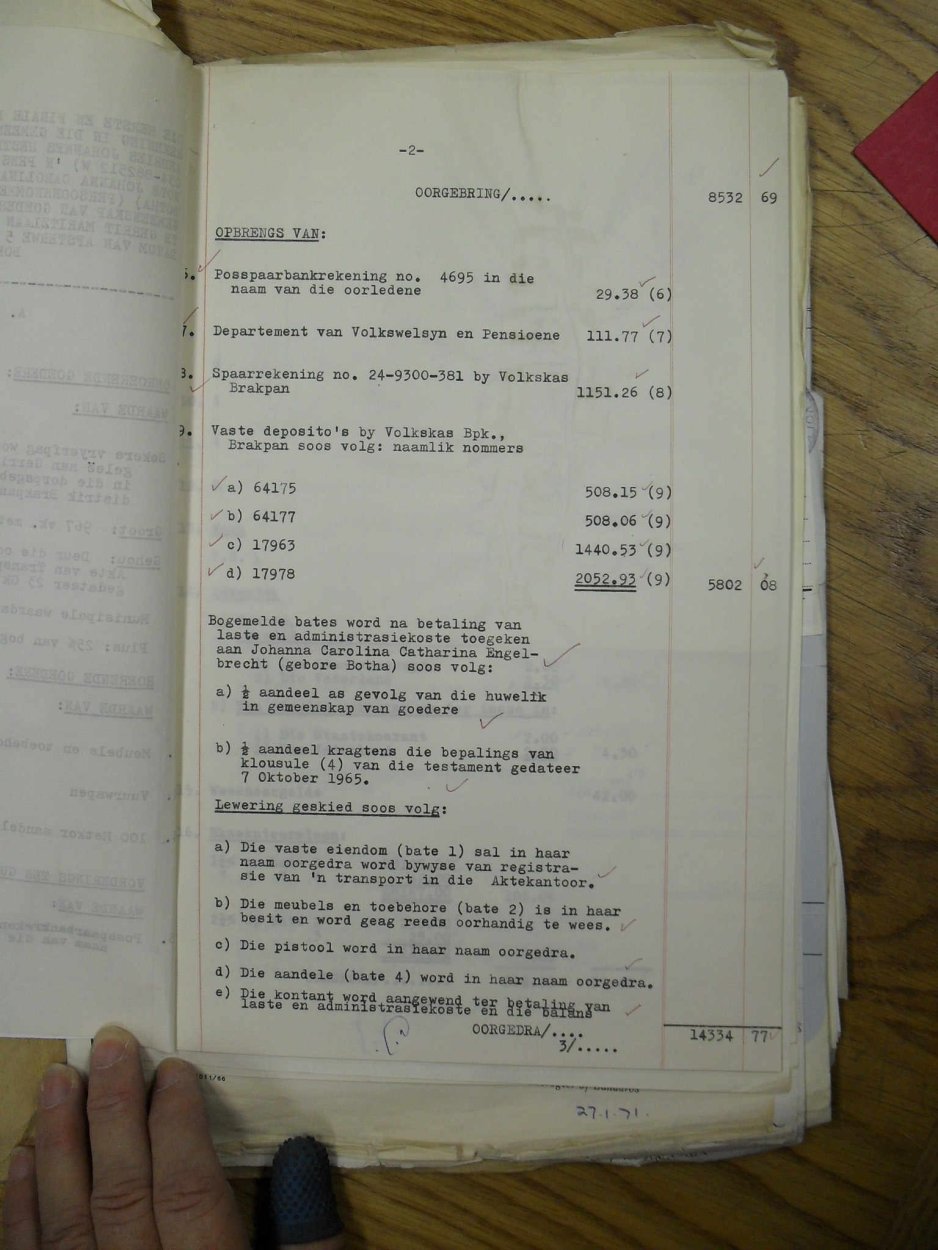 -2-
OORGEBRING/..... 8532 69
OPBRENGS VAN:
Posspaarbankrekening no. 4695 in die
naam van die oorledene 29.38 (6)
7. Departement van Volkswelsyn en Pensioene 111.77 (7)
8. Spaarrekening no. 24-9300-381 by Volkskas
Brakpan 1151.26 (8)
9. Vaste deposito's by Volkskas Bpk.,
Brakpan soos volg: naamlik nommers
a) 64175 508.15 (9)
b) 64177 508.06 (9)
c) 17963 1440.53 (9)
d) 17978 2052.93 (9) 5802 08
Bogemelde bates word na betaling van
laste en administrasiekoste toegeken
aan Johanna Carolina Catharina Engel-
brecht (gebore Botha) soos volg:
a) ½ aandeel as gevolg van die huwelik
in gemeenskap van goedere
b) ½ aandeel kragtens die bepalings van
klousule (4) van die testament gedateer
7 Oktober 1965.
Lewering geskied soos volg:
a) Die vaste eiendom (bate 1) sal in haar
naam oorgedra word bywyse van registra-
sie van 'n transport in die Aktekantoor.
b) Die meubels en toebehore (bate 2) is in haar
besit en word geag reeds oorhandig te wees.
c) Die pistool word in haar naam oorgedra.
d) Die aandele (bate 4) word in haar naam oorgedra.
e) Die kontant word aangewend ter betaling van
laste en administrasiekoste en die balans
OORGEDRA/.... 14334 77
3/.....
27.1.71.